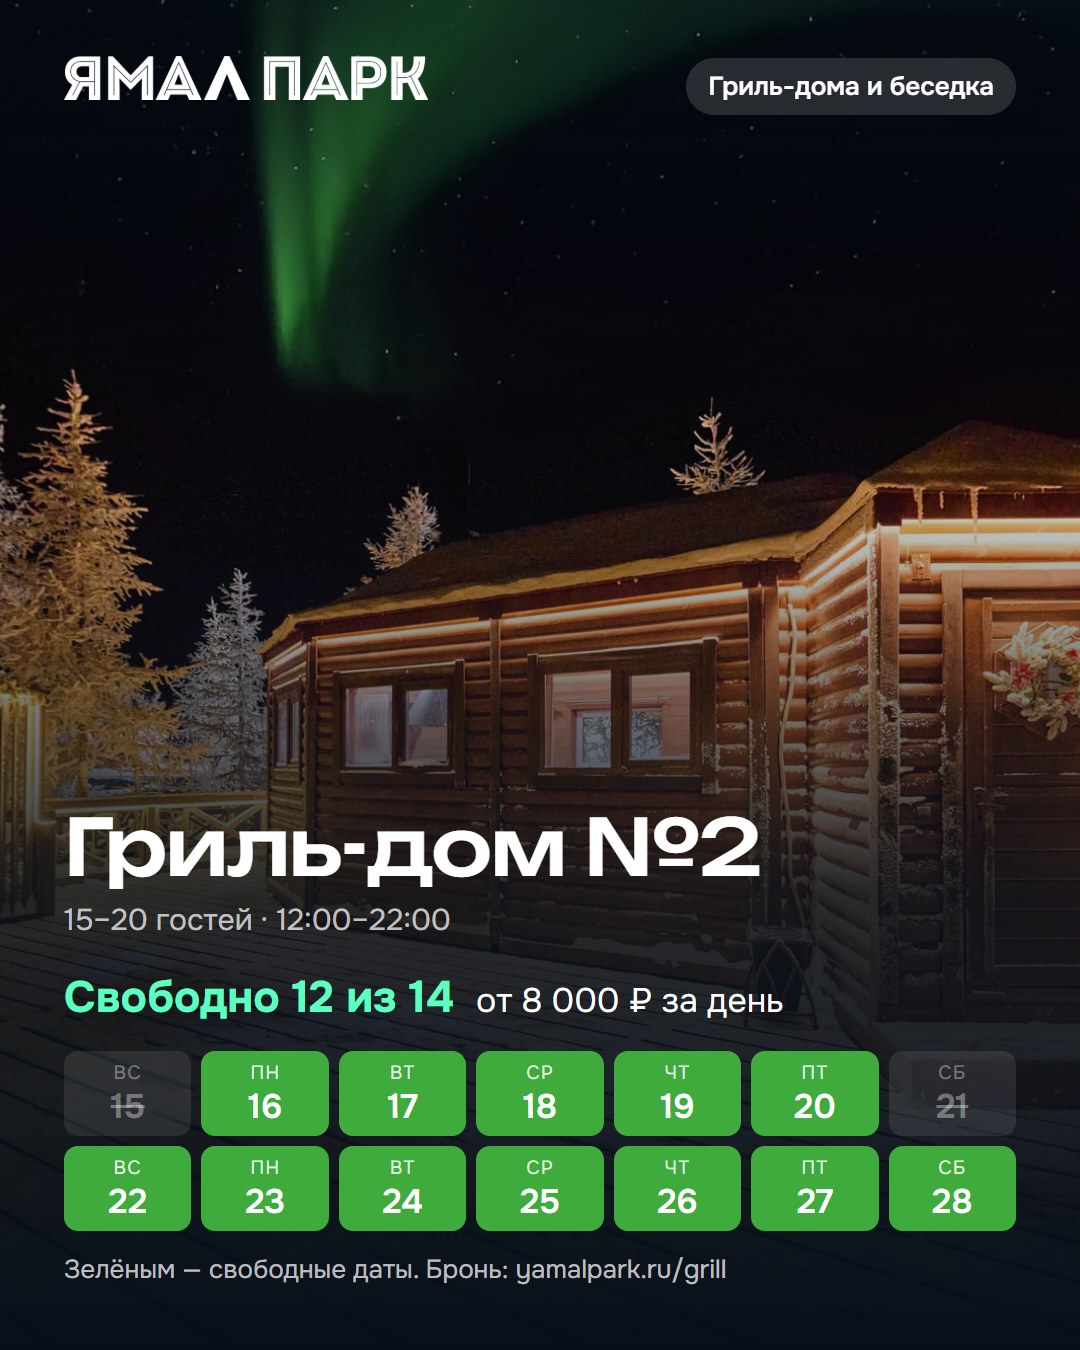 ЯМАЛ ПАРК
Гриль-дома и беседка
Гриль-дом №2
15–20 гостей · 12:00–22:00
Свободно 12 из 14 от 8 000 ₽ за день
ВС ПН ВТ СР ЧТ ПТ СБ
15 16 17 18 19 20 21
ВС ПН ВТ СР ЧТ ПТ СБ
22 23 24 25 26 27 28
Зелёным — свободные даты. Бронь: yamalpark.ru/grill